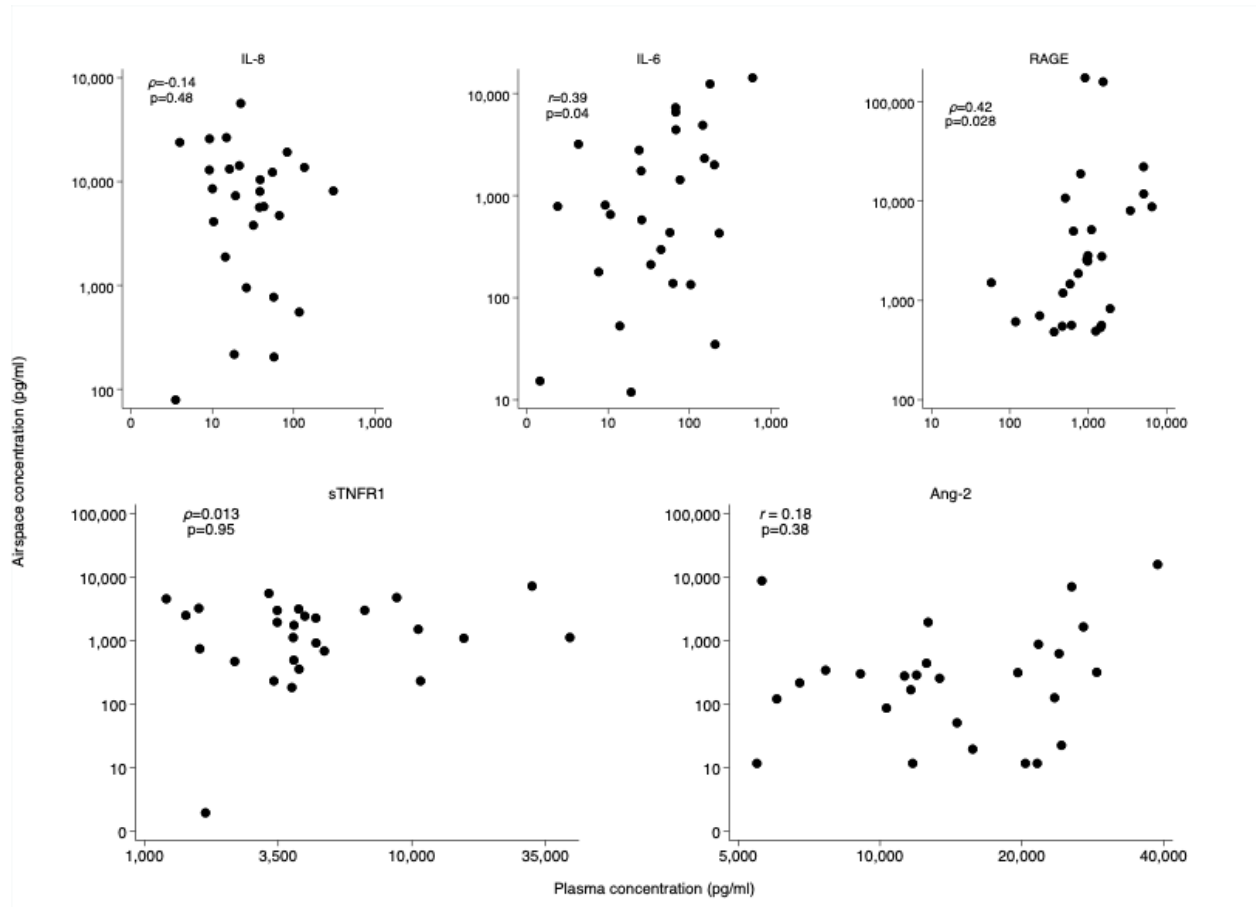 IL-8
ρ=-0.14
p=0.48
10,000
10,000
1,000
100
0
10
100
1,000
IL-6
r=0.39
p=0.04
10,000
1,000
100
10
0
10
100
1,000
RAGE
ρ=0.42
p=0.028
100,000
10,000
1,000
100
10
100
1,000
10,000
Airspace concentration (pg/ml)
sTNFR1
ρ=0.013
p=0.95
100,000
10,000
1,000
100
10
0
1,000
3,500
10,000
35,000
Ang-2
r = 0.18
p=0.38
100,000
10,000
1,000
100
10
0
5,000
10,000
20,000
40,000
Plasma concentration (pg/ml)